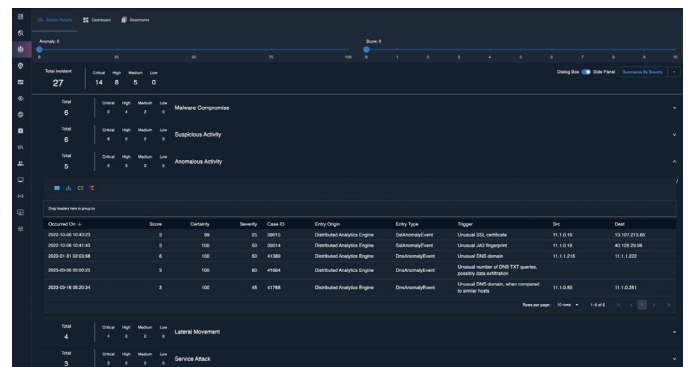 Search Results Dashboard Bookmarks
Anomaly: 0 Score: 0
0 25 50 75 100 0 1 2 3 4 5 6 7 8 9 10
Total Incident Critical High Medium Low
27 14 8 5 0
Dialog Box Side Panel Summarize By Severity
Total Critical High Medium Low
6 0 4 2 0 Malware Compromise
Total Critical High Medium Low
6 6 0 0 0 Suspicious Activity
Total Critical High Medium Low
5 0 3 2 0 Anomalous Activity
Drag headers here to group by
Occurred On Score Certainty Severity Case ID Entry Origin Entry Type Trigger Src Dest
2022-10-06 10:40:23 3 99 25 39015 Distributed Analytics Engine SslAnomalyEvent Unusual SSL certificate 11.1.0.16 13.107.213.66
2022-10-06 10:41:43 3 100 50 39014 Distributed Analytics Engine SslAnomalyEvent Unusual JA3 fingerprint 11.1.0.16 40.126.29.96
2023-01-31 02:03:58 6 100 50 41389 Distributed Analytics Engine DnsAnomalyEvent Unusual DNS domain 11.1.1.215 11.1.1.222
2023-03-06 00:00:25 3 100 60 41664 Distributed Analytics Engine DnsAnomalyEvent Unusual number of DNS TXT queries,
possibly data exfiltration
2023-03-16 06:20:34 3 100 45 41768 Distributed Analytics Engine DnsAnomalyEvent Unusual DNS domain, when compared
to similar hosts 11.1.0.80 11.1.0.251
Rows per page: 10 rows 1-5 of 5 1
Total Critical High Medium Low
4 4 0 0 0 Lateral Movement
Total Critical High Medium Low
3 3 0 0 0 Service Attack